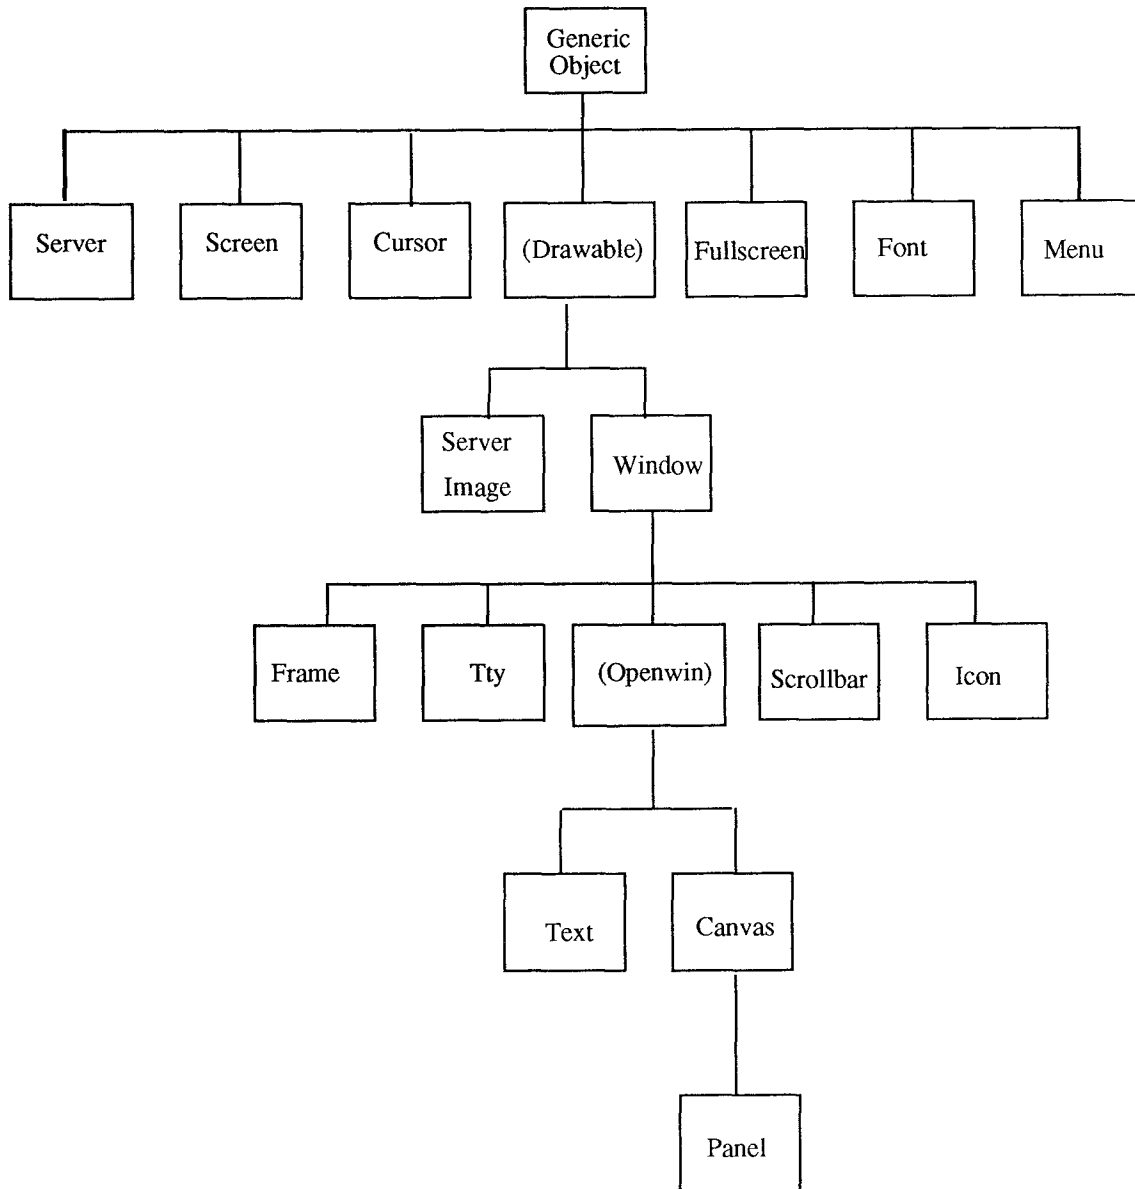 Generic
Object
Server
Screen
Cursor
(Drawable)
Fullscreen
Font
Menu
Server
Image
Window
Frame
Tty
(Openwin)
Scrollbar
Icon
Text
Canvas
Panel